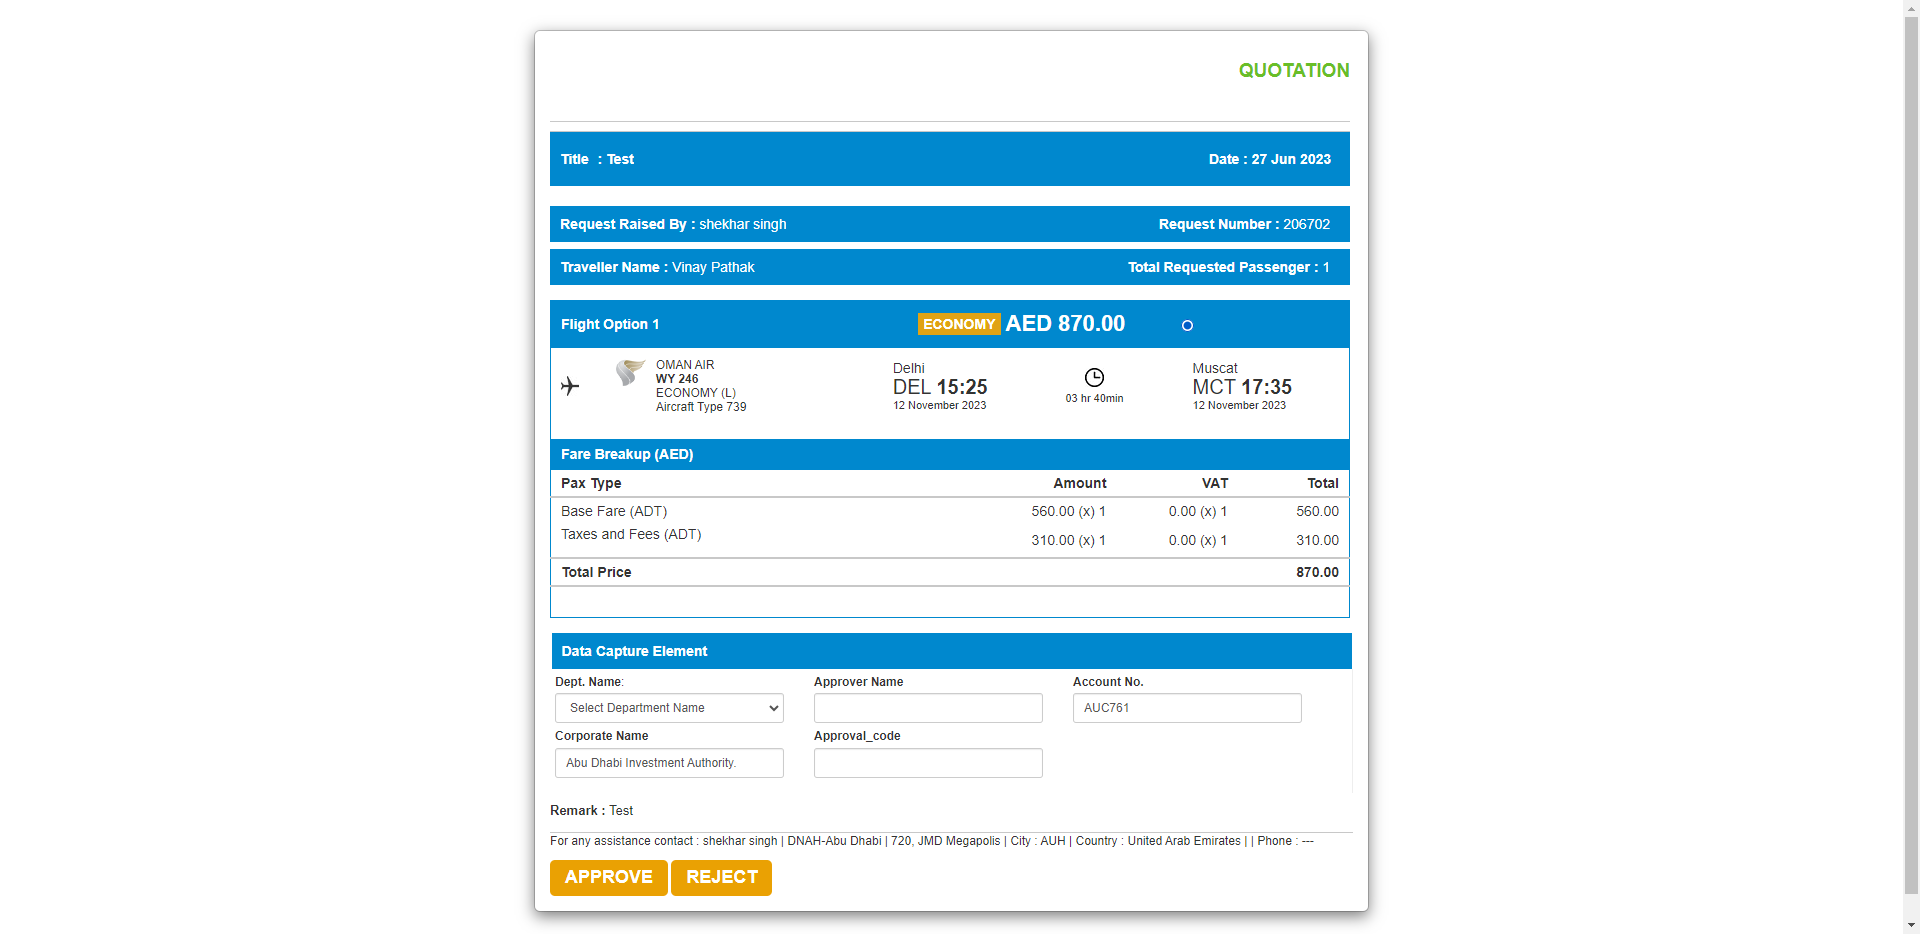 QUOTATION
Title : Test Date : 27 Jun 2023
Request Raised By : shekhar singh Request Number : 206702
Traveller Name : Vinay Pathak Total Requested Passenger : 1
Flight Option 1 ECONOMY AED 870.00
OMAN AIR
WY 246
ECONOMY (L)
Aircraft Type 739
Delhi
DEL 15:25
12 November 2023
03 hr 40min
Muscat
MCT 17:35
12 November 2023
Fare Breakup (AED)
Pax Type Amount VAT Total
Base Fare (ADT) 560.00 (x) 1 0.00 (x) 1 560.00
Taxes and Fees (ADT) 310.00 (x) 1 0.00 (x) 1 310.00
Total Price 870.00
Data Capture Element
Dept. Name: Approver Name Account No.
Select Department Name AUC761
Corporate Name Approval_code
Abu Dhabi Investment Authority.
Remark : Test
For any assistance contact : shekhar singh | DNAH-Abu Dhabi | 720, JMD Megapolis | City : AUH | Country : United Arab Emirates | | Phone : ---
APPROVE REJECT